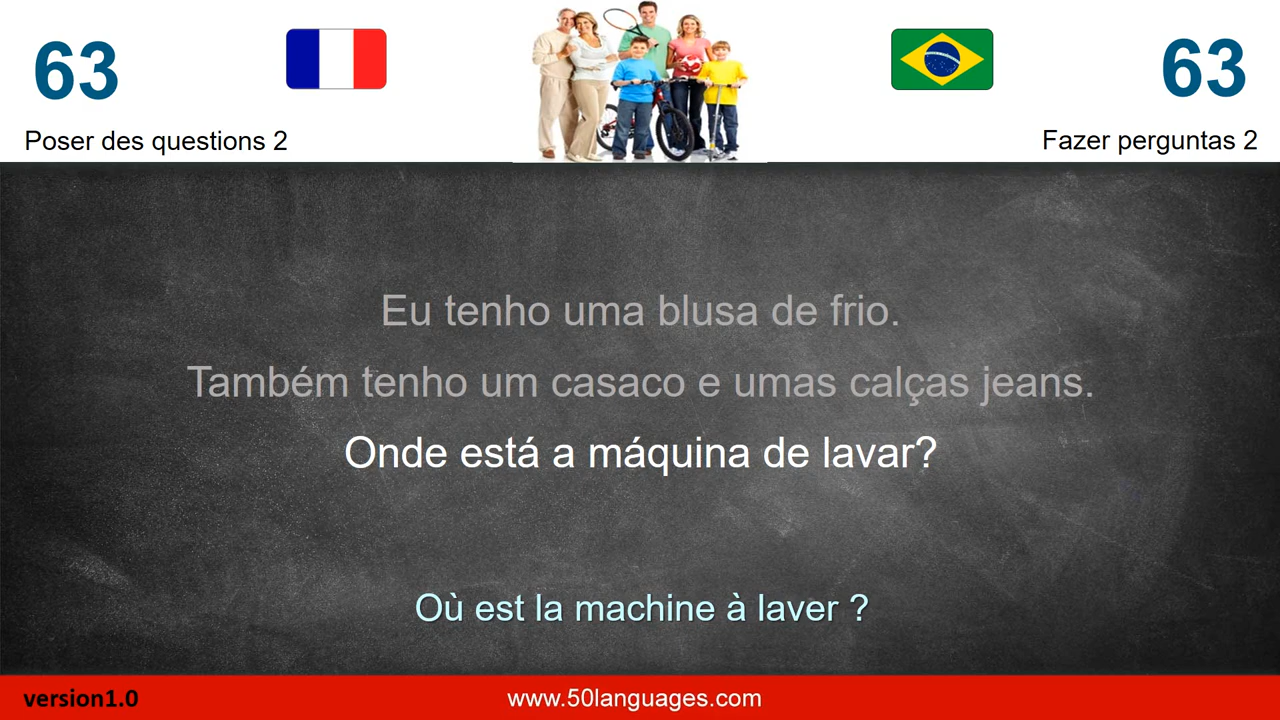 63
63
Poser des questions 2
Fazer perguntas 2
Eu tenho uma blusa de frio.
Também tenho um casaco e umas calças jeans.
Onde está a máquina de lavar?
Où est la machine à laver ?
version1.0
www.50languages.com